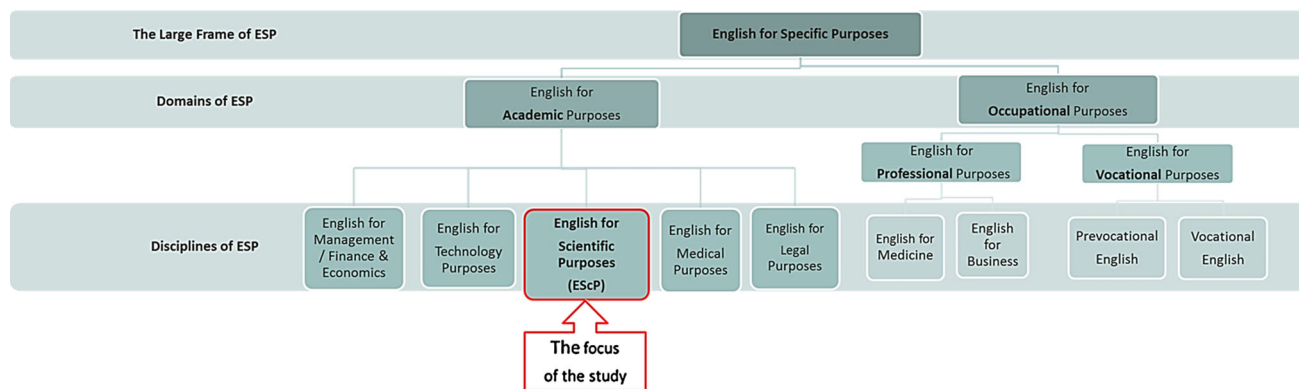 The Large Frame of ESP
English for Specific Purposes
Domains of ESP
English for
Academic Purposes
English for
Occupational Purposes
English for
Professional Purposes
English for
Vocational Purposes
Disciplines of ESP
English for
Management
/ Finance &
Economics
English for
Technology
Purposes
English for
Scientific
Purposes
(EScP)
English for
Medical
Purposes
English for
Legal
Purposes
English for
Medicine
English
for
Business
Prevocational
English
Vocational
English
The focus
of the study